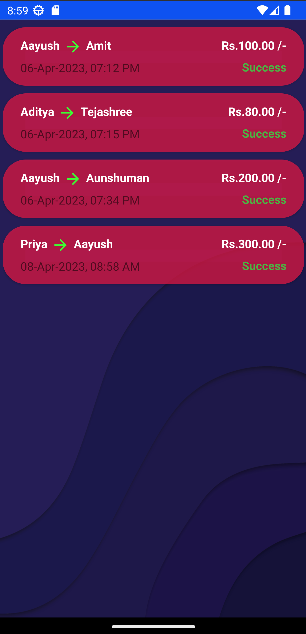 8:59
Aayush → Amit Rs.100.00 /-
06-Apr-2023, 07:12 PM Success
Aditya → Tejashree Rs.80.00 /-
06-Apr-2023, 07:15 PM Success
Aayush → Aunshuman Rs.200.00 /-
06-Apr-2023, 07:34 PM Success
Priya → Aayush Rs.300.00 /-
08-Apr-2023, 08:58 AM Success